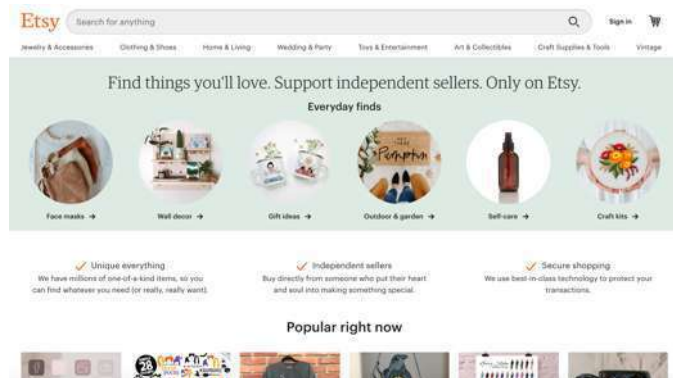 Etsy
Search for anything
Sign in
Jewelry & Accessories Clothing & Shoes Home & Living Wedding & Party Toys & Entertainment Art & Collectibles Craft Supplies & Tools Vintage
Find things you'll love. Support independent sellers. Only on Etsy.
Everyday finds
Pumpkin
Face masks → Wall decor → Gift ideas → Outdoor & garden → Self-care → Craft kits →
Unique everything
We have millions of one-of-a-kind items, so you
can find whatever you need (or really, really want).
Independent sellers
Buy directly from someone who put their heart
and soul into making something special.
Secure shopping
We use best-in-class technology to protect your
transactions.
Popular right now
28